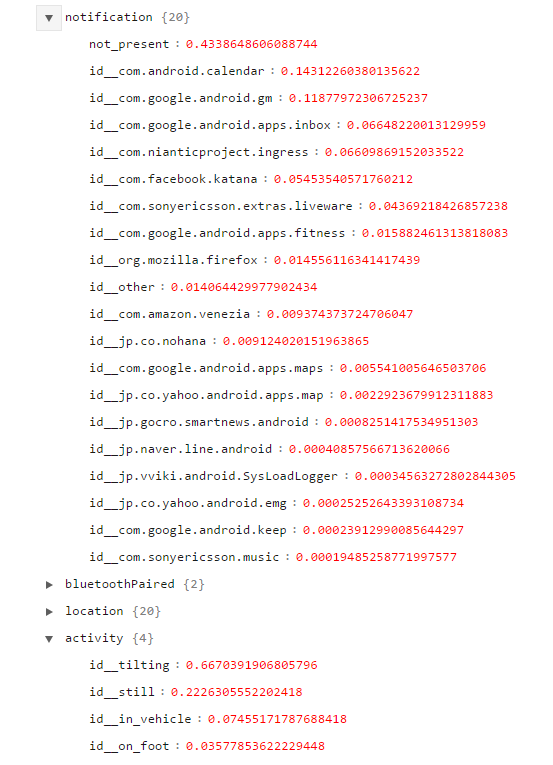 ▼ notification {20}
not_present : 0.4338648606088744
id__com.android.calendar : 0.14312260380135622
id__com.google.android.gm : 0.11877972306725237
id__com.google.android.apps.inbox : 0.06648220013129959
id__com.nianticproject.ingress : 0.06609869152033522
id__com.facebook.katana : 0.05453540571760212
id__com.sonyericsson.extras.liveware : 0.04369218426857238
id__com.google.android.apps.fitness : 0.015882461313818083
id__org.mozilla.firefox : 0.014556116341417439
id__other : 0.014064429977902434
id__com.amazon.venezia : 0.009374373724706047
id__jp.co.nohana : 0.009124020151963865
id__com.google.android.apps.maps : 0.005541005646503706
id__jp.co.yahoo.android.apps.map : 0.0022923679912311883
id__jp.gocro.smartnews.android : 0.0008251417534951303
id__jp.naver.line.android : 0.00040857566713620066
id__jp.vviki.android.SysLoadLogger : 0.00034563272802844305
id__jp.co.yahoo.android.emg : 0.00025252643393108734
id__com.google.android.keep : 0.00023912990085644297
id__com.sonyericsson.music : 0.00019485258771997577
▶ bluetoothPaired {2}
▶ location {20}
▼ activity {4}
id__tilting : 0.6670391906805796
id__still : 0.2226305552202418
id__in_vehicle : 0.07455171787688418
id__on_foot : 0.03577853622229448